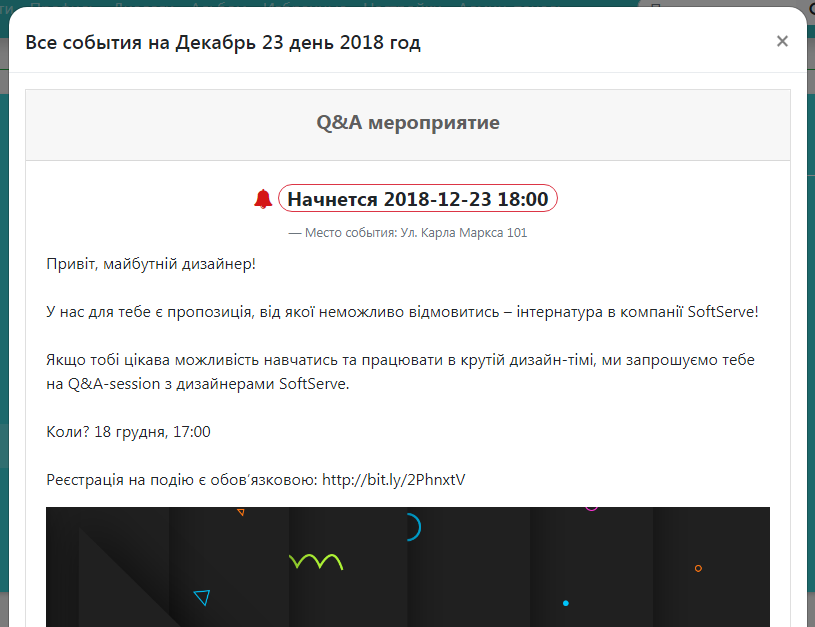 Все события на Декабрь 23 день 2018 год
×
Q&A мероприятие
Начнется 2018-12-23 18:00
— Место события: Ул. Карла Маркса 101
Привіт, майбутній дизайнер!
У нас для тебе є пропозиція, від якої неможливо відмовитись – інтернатура в компанії SoftServe!
Якщо тобі цікава можливість навчатись та працювати в крутій дизайн-тімі, ми запрошуємо тебе
на Q&A-session з дизайнерами SoftServe.
Коли? 18 грудня, 17:00
Реєстрація на подію є обов’язковою: http://bit.ly/2PhnxtV